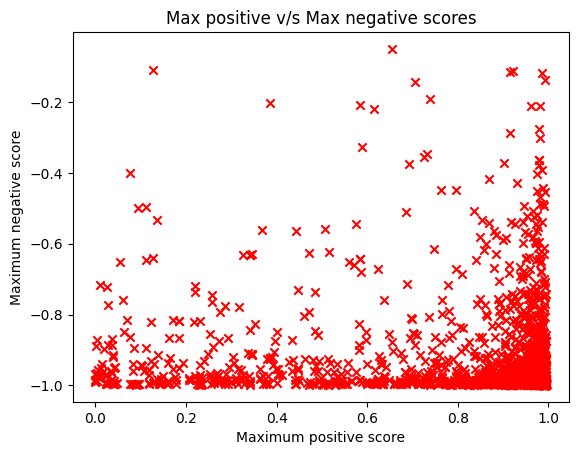 Max positive v/s Max negative scores
Maximum negative score
−0.2
−0.4
−0.6
−0.8
−1.0
0.0 0.2 0.4 0.6 0.8 1.0
Maximum positive score